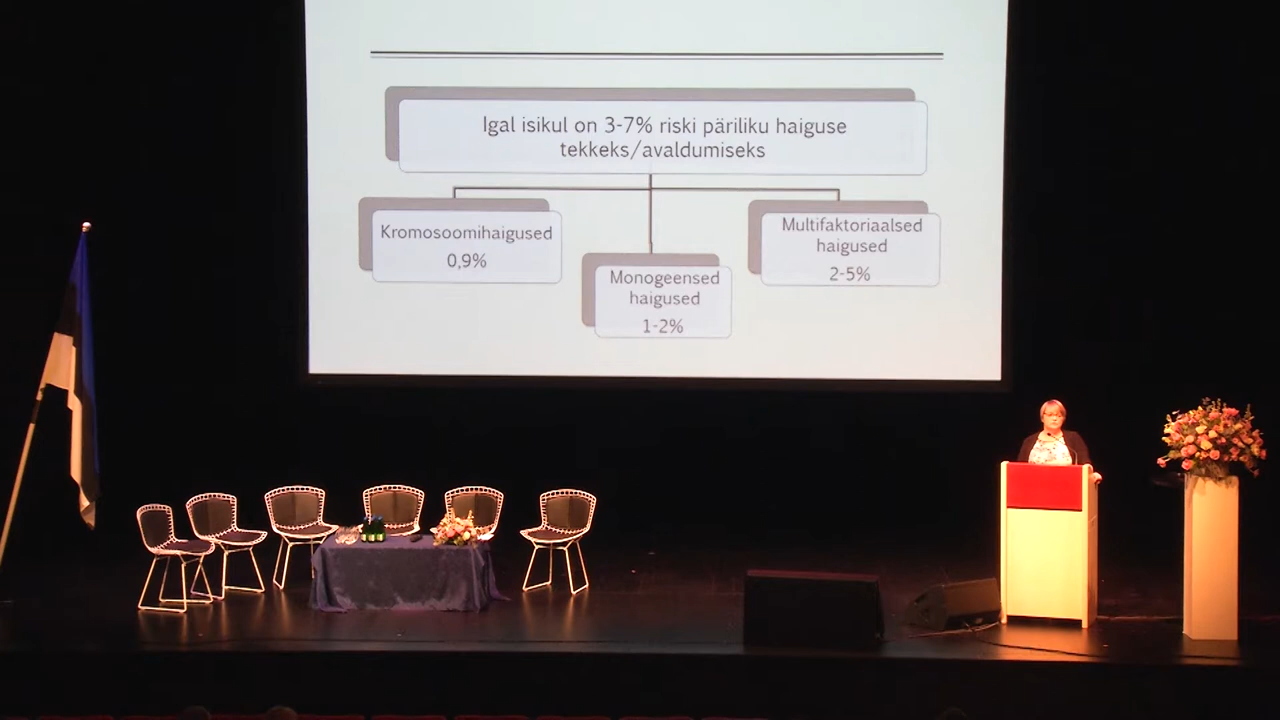 Igal isikul on 3-7% riski päriliku haiguse
tekkeks/avaldumiseks
Kromosoomihaigused
0,9%
Monogeensed
haigused
1-2%
Multifaktoriaalsed
haigused
2-5%